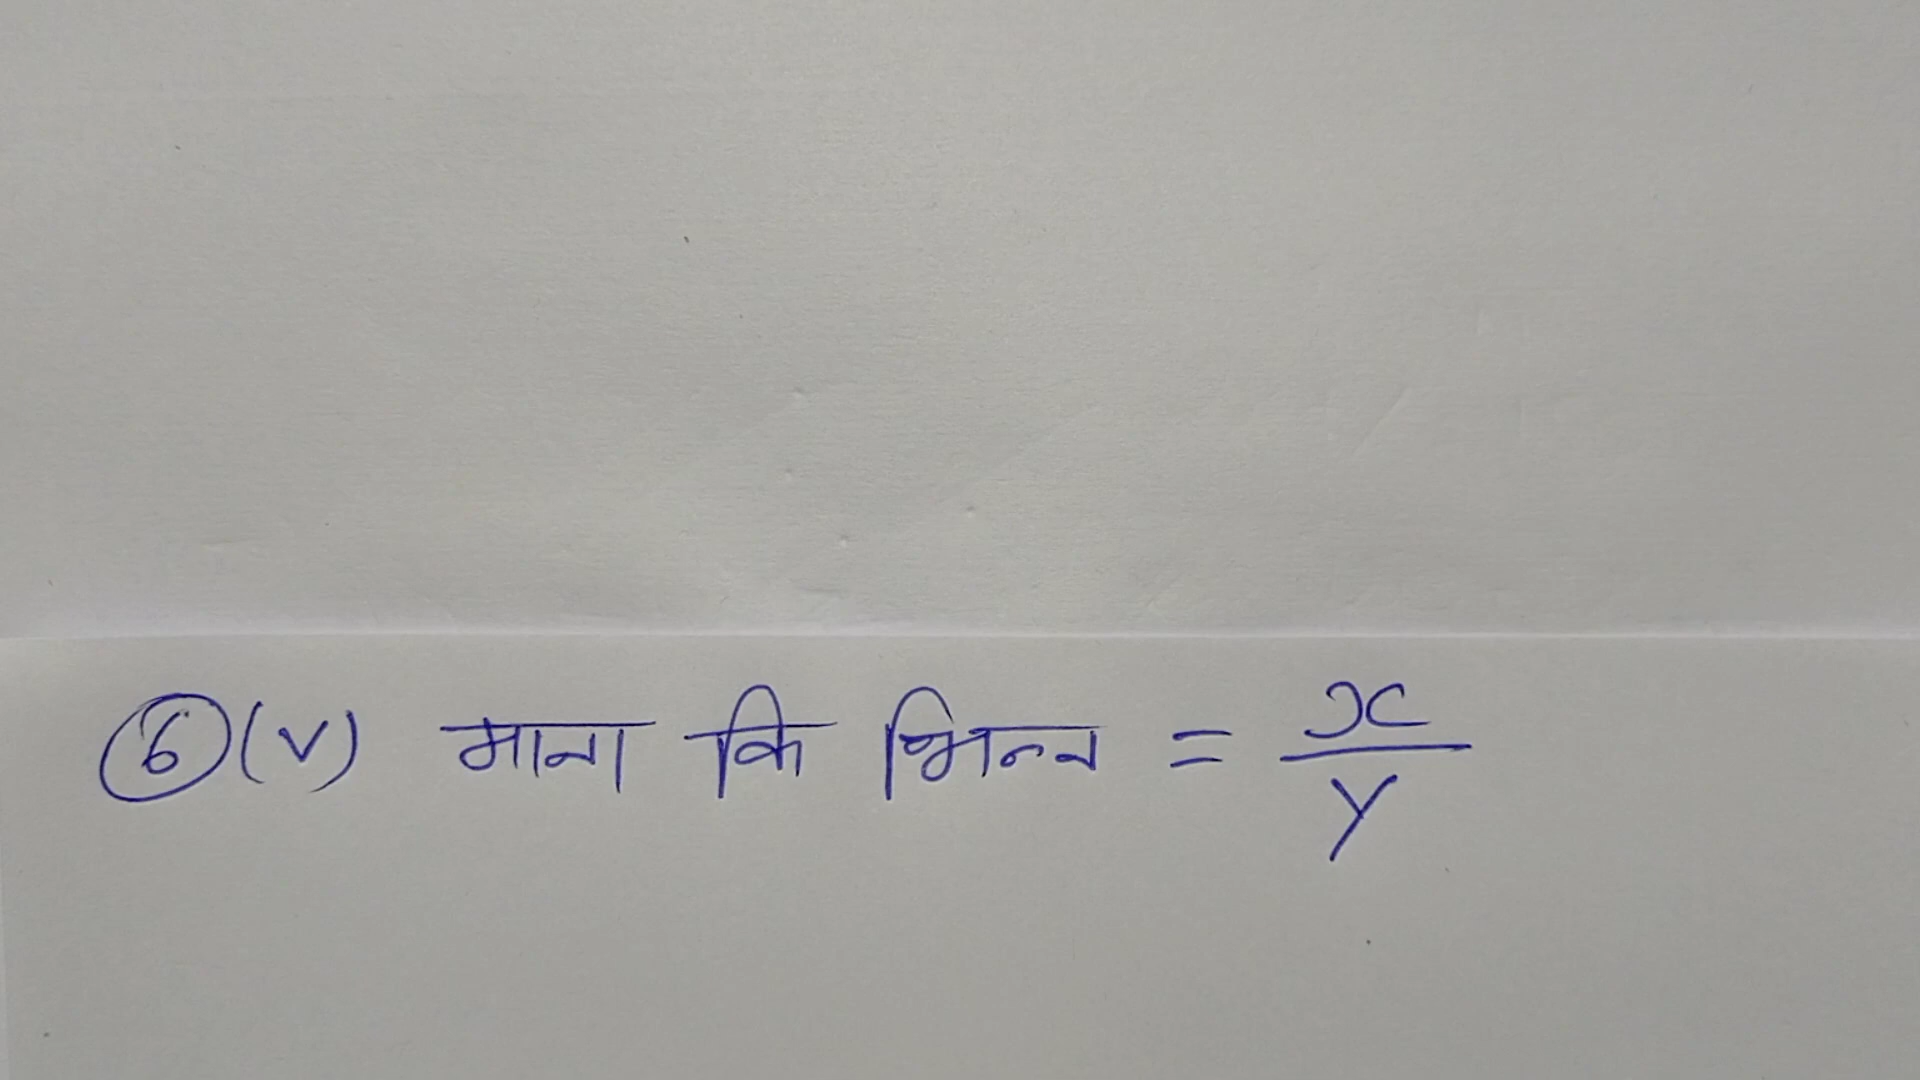 6 (v) माना कि भिन्न = x/y